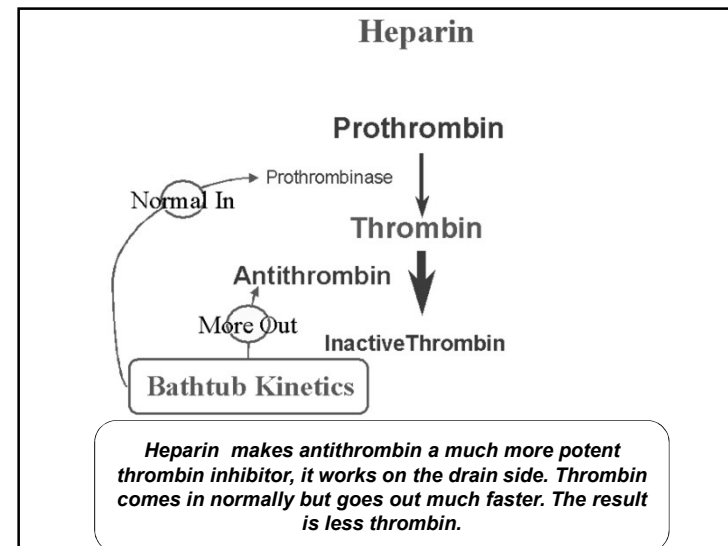 Heparin
Prothrombin
Prothrombinase
Normal In
Thrombin
Antithrombin
More Out
InactiveThrombin
Bathtub Kinetics
Heparin makes antithrombin a much more potent
thrombin inhibitor, it works on the drain side. Thrombin
comes in normally but goes out much faster. The result
is less thrombin.